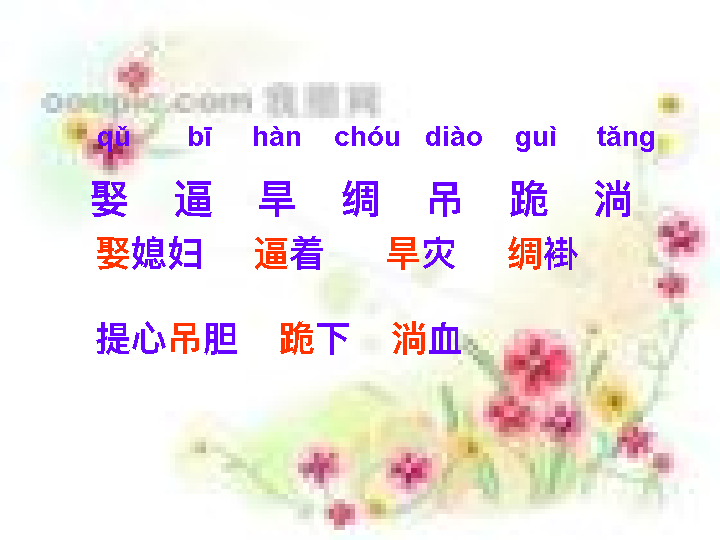 ooopic.com 我图网
qǔ bī hàn chóu diào guì tǎng
娶 逼 旱 绸 吊 跪 淌
娶媳妇 逼着 旱灾 绸褂
提心吊胆 跪下 淌血